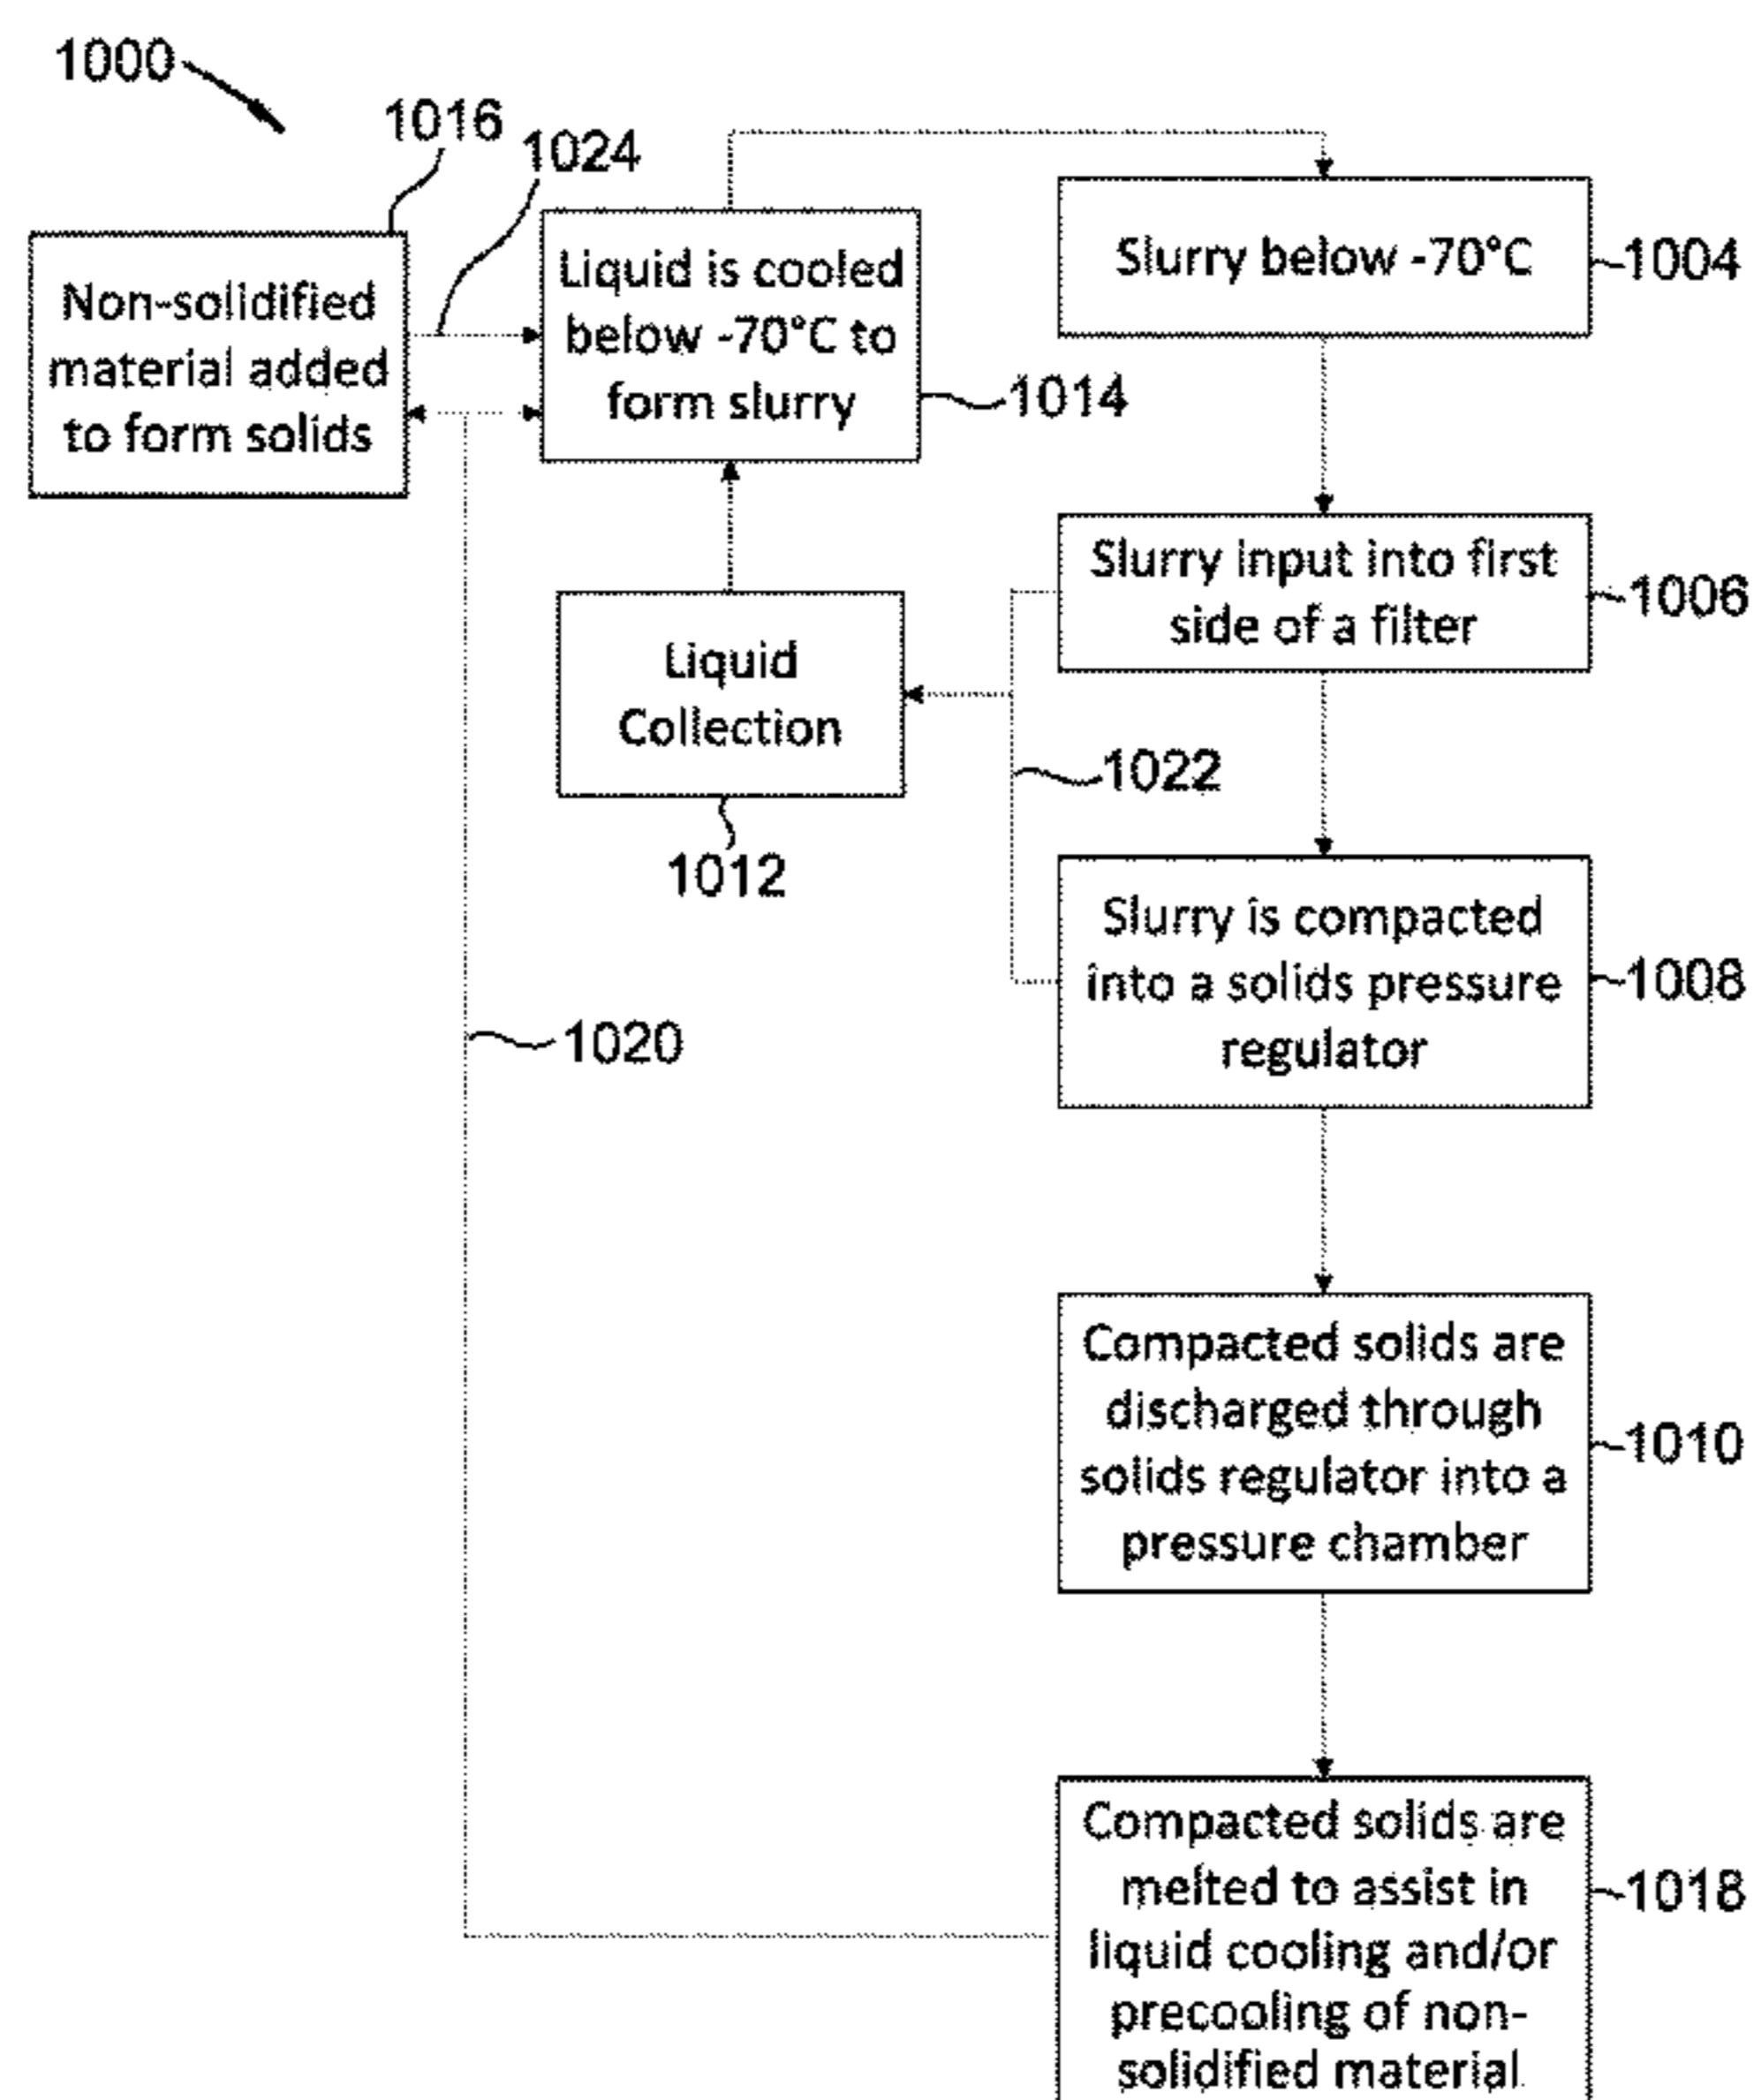 1000
1016
1024
Non-solidified
material added
to form solids
Liquid is cooled
below -70°C to
form slurry
1014
Slurry below -70°C
1004
Slurry input into first
side of a filter
1006
Liquid
Collection
1012
1022
Slurry is compacted
into a solids pressure
regulator
1008
1020
Compacted solids are
discharged through
solids regulator into a
pressure chamber
1010
Compacted solids are
melted to assist in
liquid cooling and/or
precooling of non-
solidified material
1018